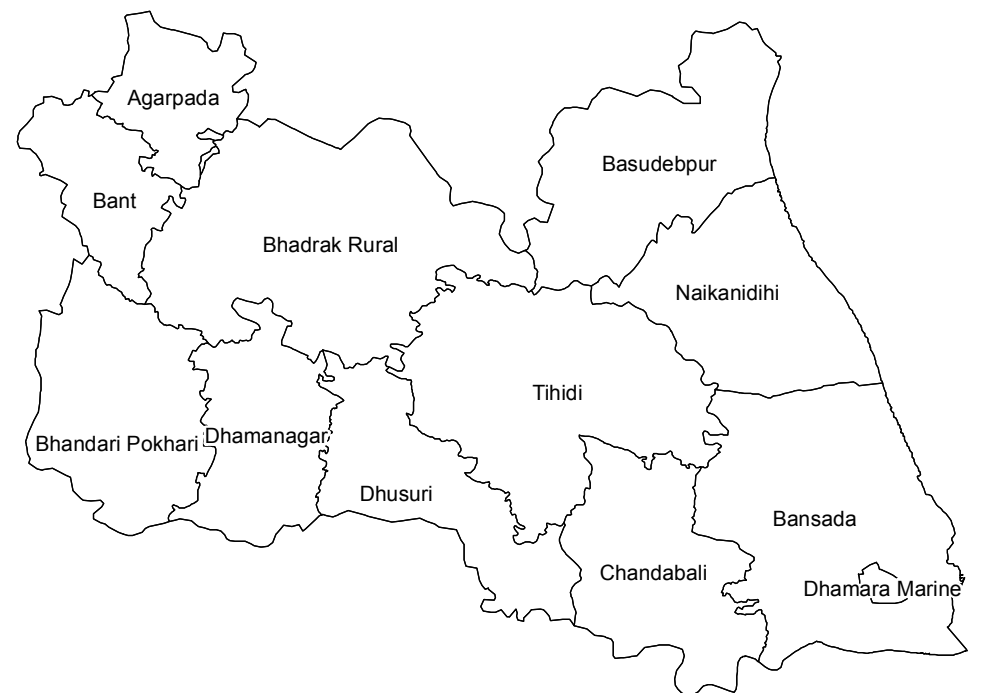 Agarpada
Basudebpur
Bant
Bhadrak Rural
Naikanidihi
Tihidi
Bhandari Pokhari
Dhamanagar
Dhusuri
Bansada
Chandabali
Dhamara Marine